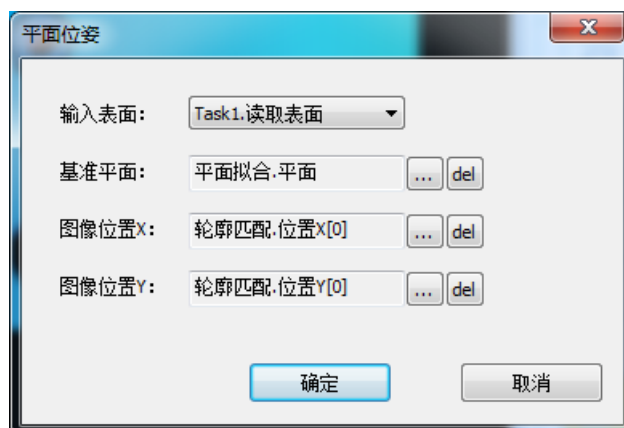 平面位姿
输入表面： Task1.读取表面
基准平面： 平面拟合.平面 ... del
图像位置X： 轮廓匹配.位置X[0] ... del
图像位置Y： 轮廓匹配.位置Y[0] ... del
确定 取消